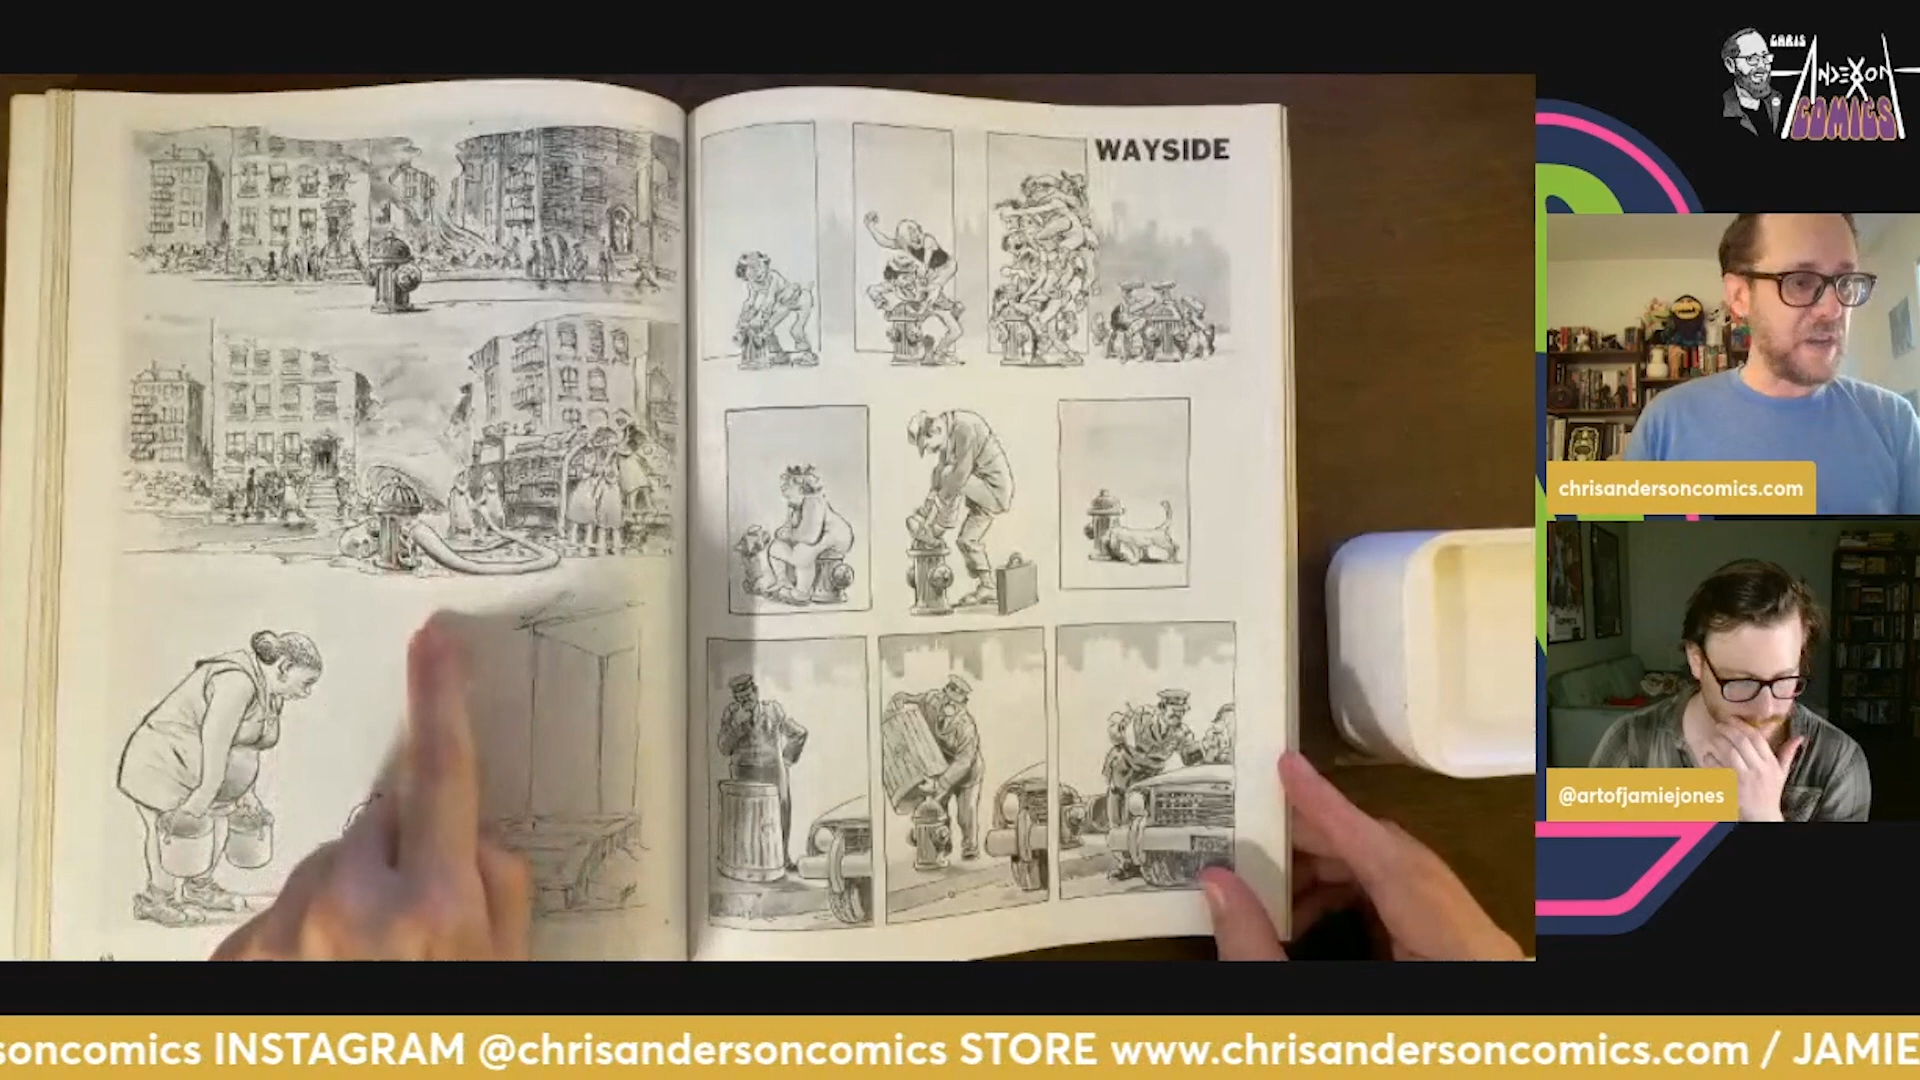 CHRIS
ANDERSON
COMICS
WAYSIDE
chrisandersoncomics.com
@artofjamiejones
soncomics INSTAGRAM @chrisandersoncomics STORE www.chrisandersoncomics.com / JAMIE